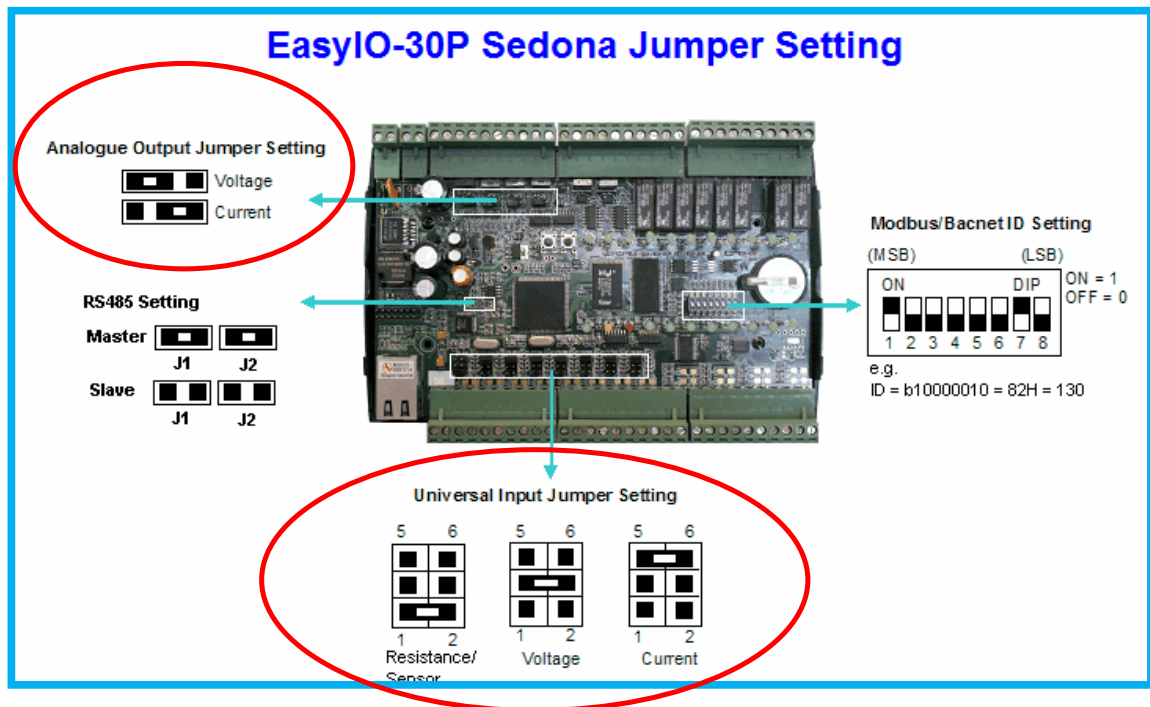 EasyIO-30P Sedona Jumper Setting
Analogue Output Jumper Setting
Voltage
Current
RS485 Setting
Master
J1 J2
Slave
J1 J2
Modbus/Bacnet ID Setting
(MSB) (LSB)
ON DIP
ON = 1
OFF = 0
1 2 3 4 5 6 7 8
e.g.
ID = b10000010 = 82H = 130
Universal Input Jumper Setting
5 6 5 6 5 6
1 2 1 2 1 2
Resistance/
Sensor
Voltage
Current